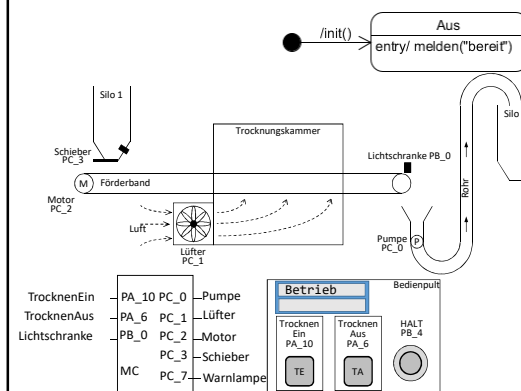 /init()
Aus
entry/ melden("bereit")
Silo 1
Silo
Trocknungskammer
Schieber
PC_3
Lichtschranke PB_0
M
Förderband
Motor
PC_2
Rohr
Luft
Lüfter
PC_1
Pumpe
PC_0
P
Bedienpult
Betrieb
TrocknenEin
PA_10
PC_0
Pumpe
TrocknenAus
PA_6
PC_1
Lüfter
Lichtschranke
PB_0
PC_2
Motor
PC_3
Schieber
MC
PC_7
Warnlampe
Trocknen
Ein
PA_10
TE
Trocknen
Aus
PA_6
TA
HALT
PB_4